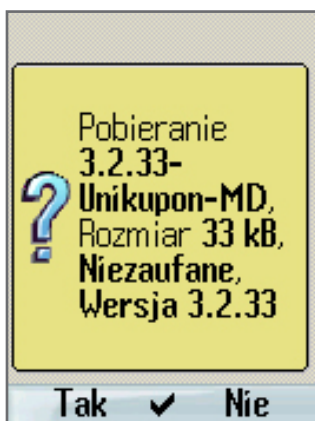 Pobieranie
3.2.33-
Unikupon-MD,
Rozmiar 33 kB,
Niezaufane,
Wersja 3.2.33
Tak ✓ Nie